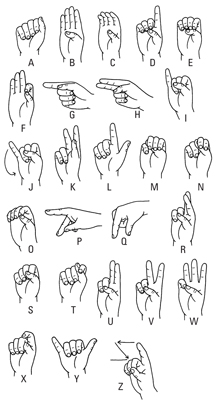 A B C D E
F G H I
J K L M N
O P Q R
S T U V W
X Y Z